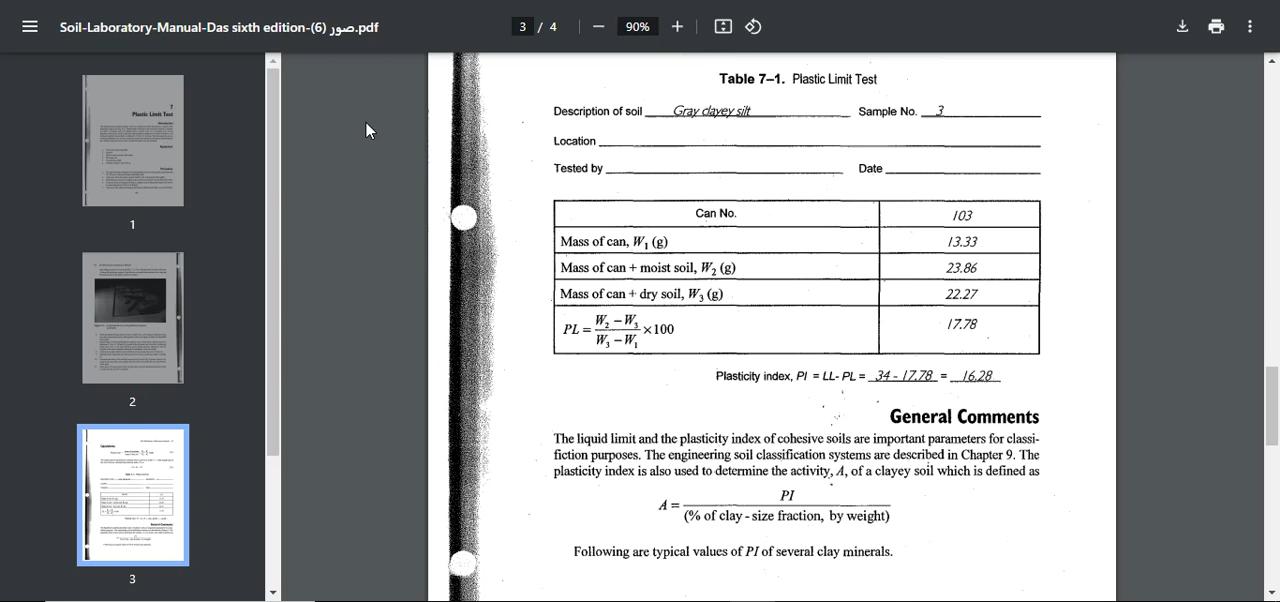 Soil-Laboratory-Manual-Das sixth edition-(6) صور.pdf
3 / 4
90%
1
2
3
Table 7–1. Plastic Limit Test
Description of soil Gray clayey silt Sample No. 3
Location
Tested by Date
Can No. 103
Mass of can, W1 (g) 13.33
Mass of can + moist soil, W2 (g) 23.86
Mass of can + dry soil, W3 (g) 22.27
PL = (W2 − W3) / (W3 − W1) ×100 17.78
Plasticity index, PI = LL- PL = 34 - 17.78 = 16.28
General Comments
The liquid limit and the plasticity index of cohesive soils are important parameters for classi-
fication purposes. The engineering soil classification systems are described in Chapter 9. The
plasticity index is also used to determine the activity, A, of a clayey soil which is defined as
A = PI / (% of clay - size fraction, by weight)
Following are typical values of PI of several clay minerals.